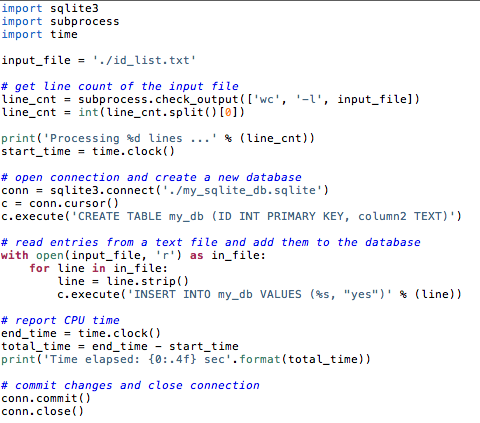 import sqlite3
import subprocess
import time
input_file = './id_list.txt'
# get line count of the input file
line_cnt = subprocess.check_output(['wc', '-l', input_file])
line_cnt = int(line_cnt.split()[0])
print('Processing %d lines ...' % (line_cnt))
start_time = time.clock()
# open connection and create a new database
conn = sqlite3.connect('./my_sqlite_db.sqlite')
c = conn.cursor()
c.execute('CREATE TABLE my_db (ID INT PRIMARY KEY, column2 TEXT)')
# read entries from a text file and add them to the database
with open(input_file, 'r') as in_file:
    for line in in_file:
        line = line.strip()
        c.execute('INSERT INTO my_db VALUES (%s, "yes")' % (line))
# report CPU time
end_time = time.clock()
total_time = end_time - start_time
print('Time elapsed: {0:.4f} sec'.format(total_time))
# commit changes and close connection
conn.commit()
conn.close()